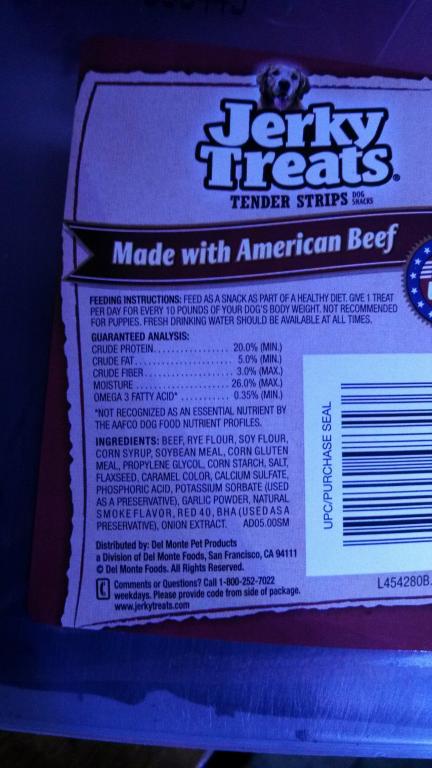 Jerky
Treats®
TENDER STRIPS DOG SNACKS
Made with American Beef
FEEDING INSTRUCTIONS: FEED AS A SNACK AS PART OF A HEALTHY DIET. GIVE 1 TREAT
PER DAY FOR EVERY 10 POUNDS OF YOUR DOG'S BODY WEIGHT. NOT RECOMMENDED
FOR PUPPIES. FRESH DRINKING WATER SHOULD BE AVAILABLE AT ALL TIMES.
GUARANTEED ANALYSIS:
CRUDE PROTEIN.................. 20.0% (MIN.)
CRUDE FAT........................ 5.0% (MIN.)
CRUDE FIBER...................... 3.0% (MAX.)
MOISTURE ...................... 26.0% (MAX.)
OMEGA 3 FATTY ACID* ........... 0.35% (MIN.)
*NOT RECOGNIZED AS AN ESSENTIAL NUTRIENT BY
THE AAFCO DOG FOOD NUTRIENT PROFILES.
INGREDIENTS: BEEF, RYE FLOUR, SOY FLOUR,
CORN SYRUP, SOYBEAN MEAL, CORN GLUTEN
MEAL, PROPYLENE GLYCOL, CORN STARCH, SALT,
FLAXSEED, CARAMEL COLOR, CALCIUM SULFATE,
PHOSPHORIC ACID, POTASSIUM SORBATE (USED
AS A PRESERVATIVE), GARLIC POWDER, NATURAL
SMOKE FLAVOR, RED 40, BHA (USED AS A
PRESERVATIVE), ONION EXTRACT. AD05.00SM
Distributed by: Del Monte Pet Products
a Division of Del Monte Foods, San Francisco, CA 94111
© Del Monte Foods. All Rights Reserved.
Comments or Questions? Call 1-800-252-7022
weekdays. Please provide code from side of package.
www.jerkytreats.com
UPC/PURCHASE SEAL
L454280B